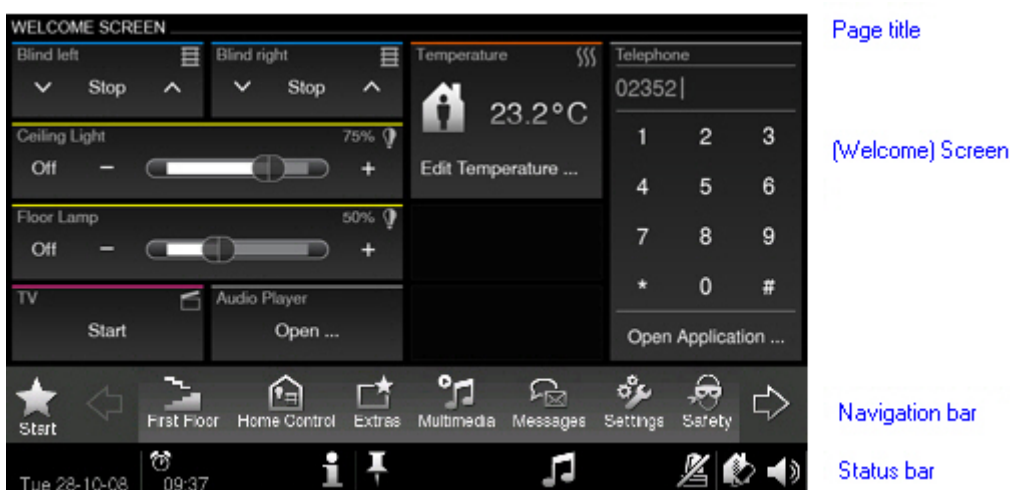 WELCOME SCREEN
Page title
Blind left
Blind right
Temperature
Telephone
Stop
Stop
23.2°C
02352
Ceiling Light
75%
Off
−
+
Edit Temperature ...
1 2 3
(Welcome) Screen
4 5 6
Floor Lamp
50%
Off
−
+
7 8 9
* 0 #
TV
Audio Player
Start
Open ...
Open Application ...
Start
First Floor
Home Control
Extras
Multimedia
Messages
Settings
Safety
Navigation bar
Tue 28-10-08
09:37
Status bar